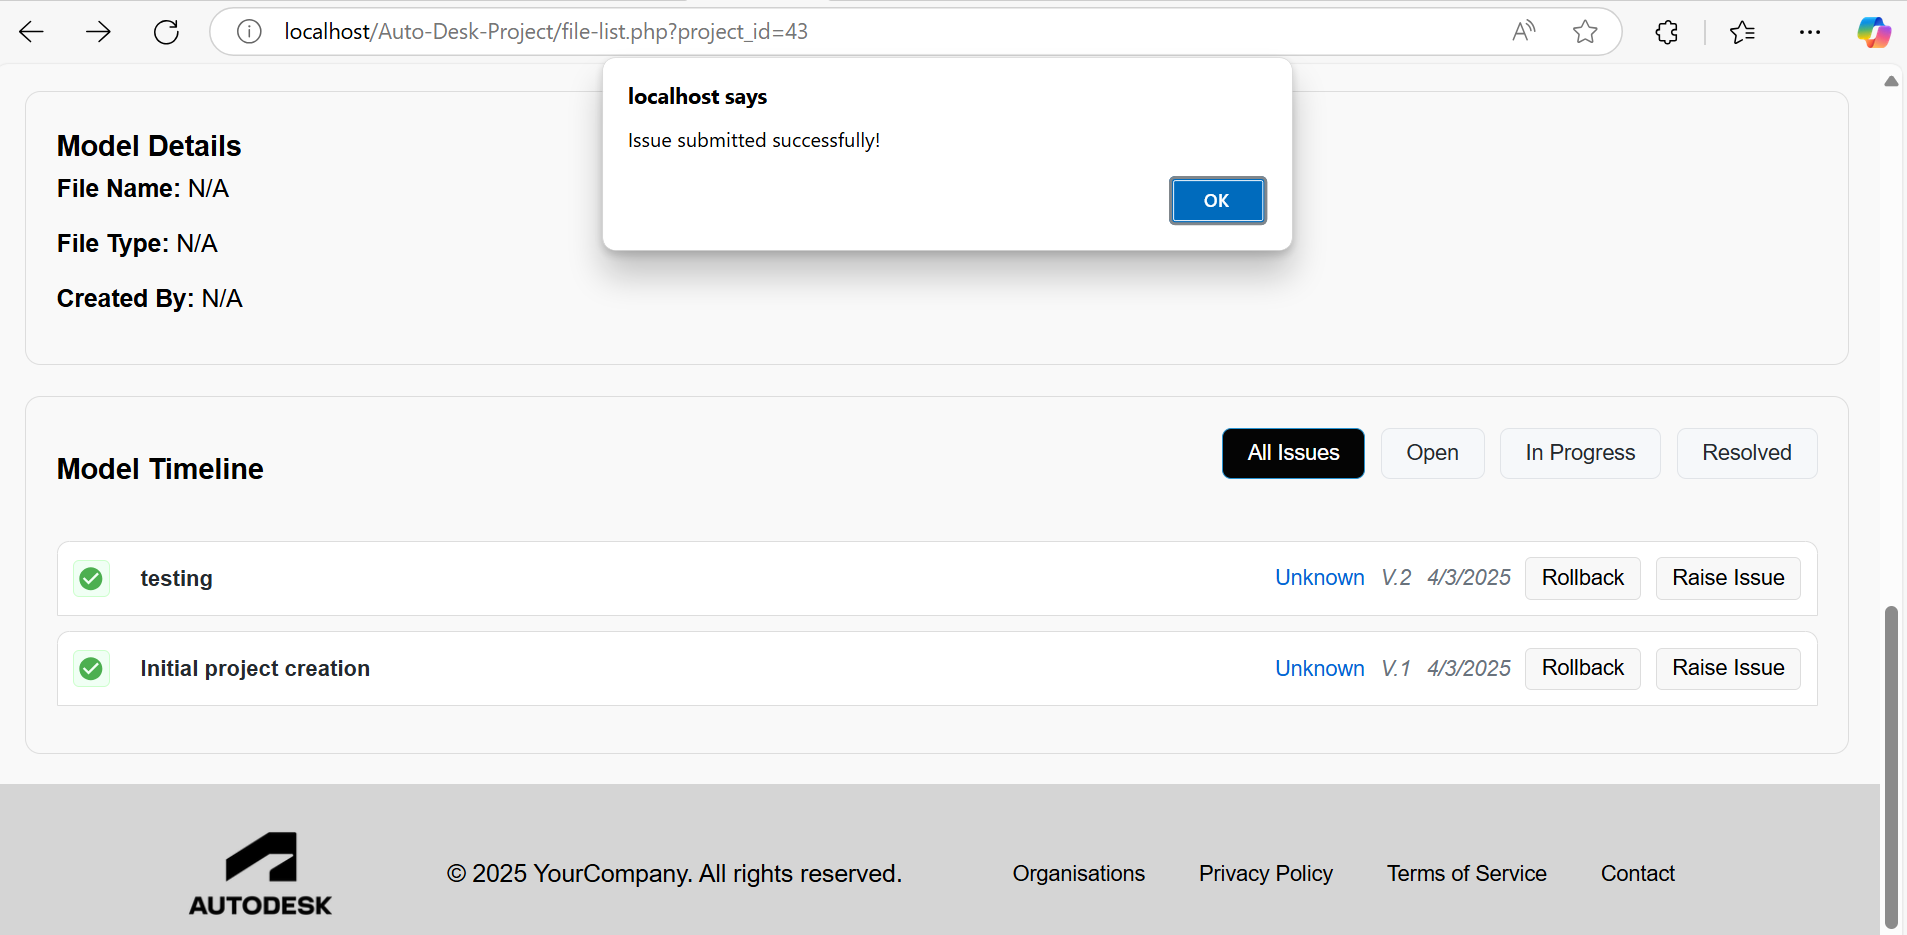 localhost/Auto-Desk-Project/file-list.php?project_id=43
localhost says
Issue submitted successfully!
OK
Model Details
File Name: N/A
File Type: N/A
Created By: N/A
Model Timeline
All Issues Open In Progress Resolved
testing Unknown V.2 4/3/2025 Rollback Raise Issue
Initial project creation Unknown V.1 4/3/2025 Rollback Raise Issue
AUTODESK
© 2025 YourCompany. All rights reserved. Organisations Privacy Policy Terms of Service Contact